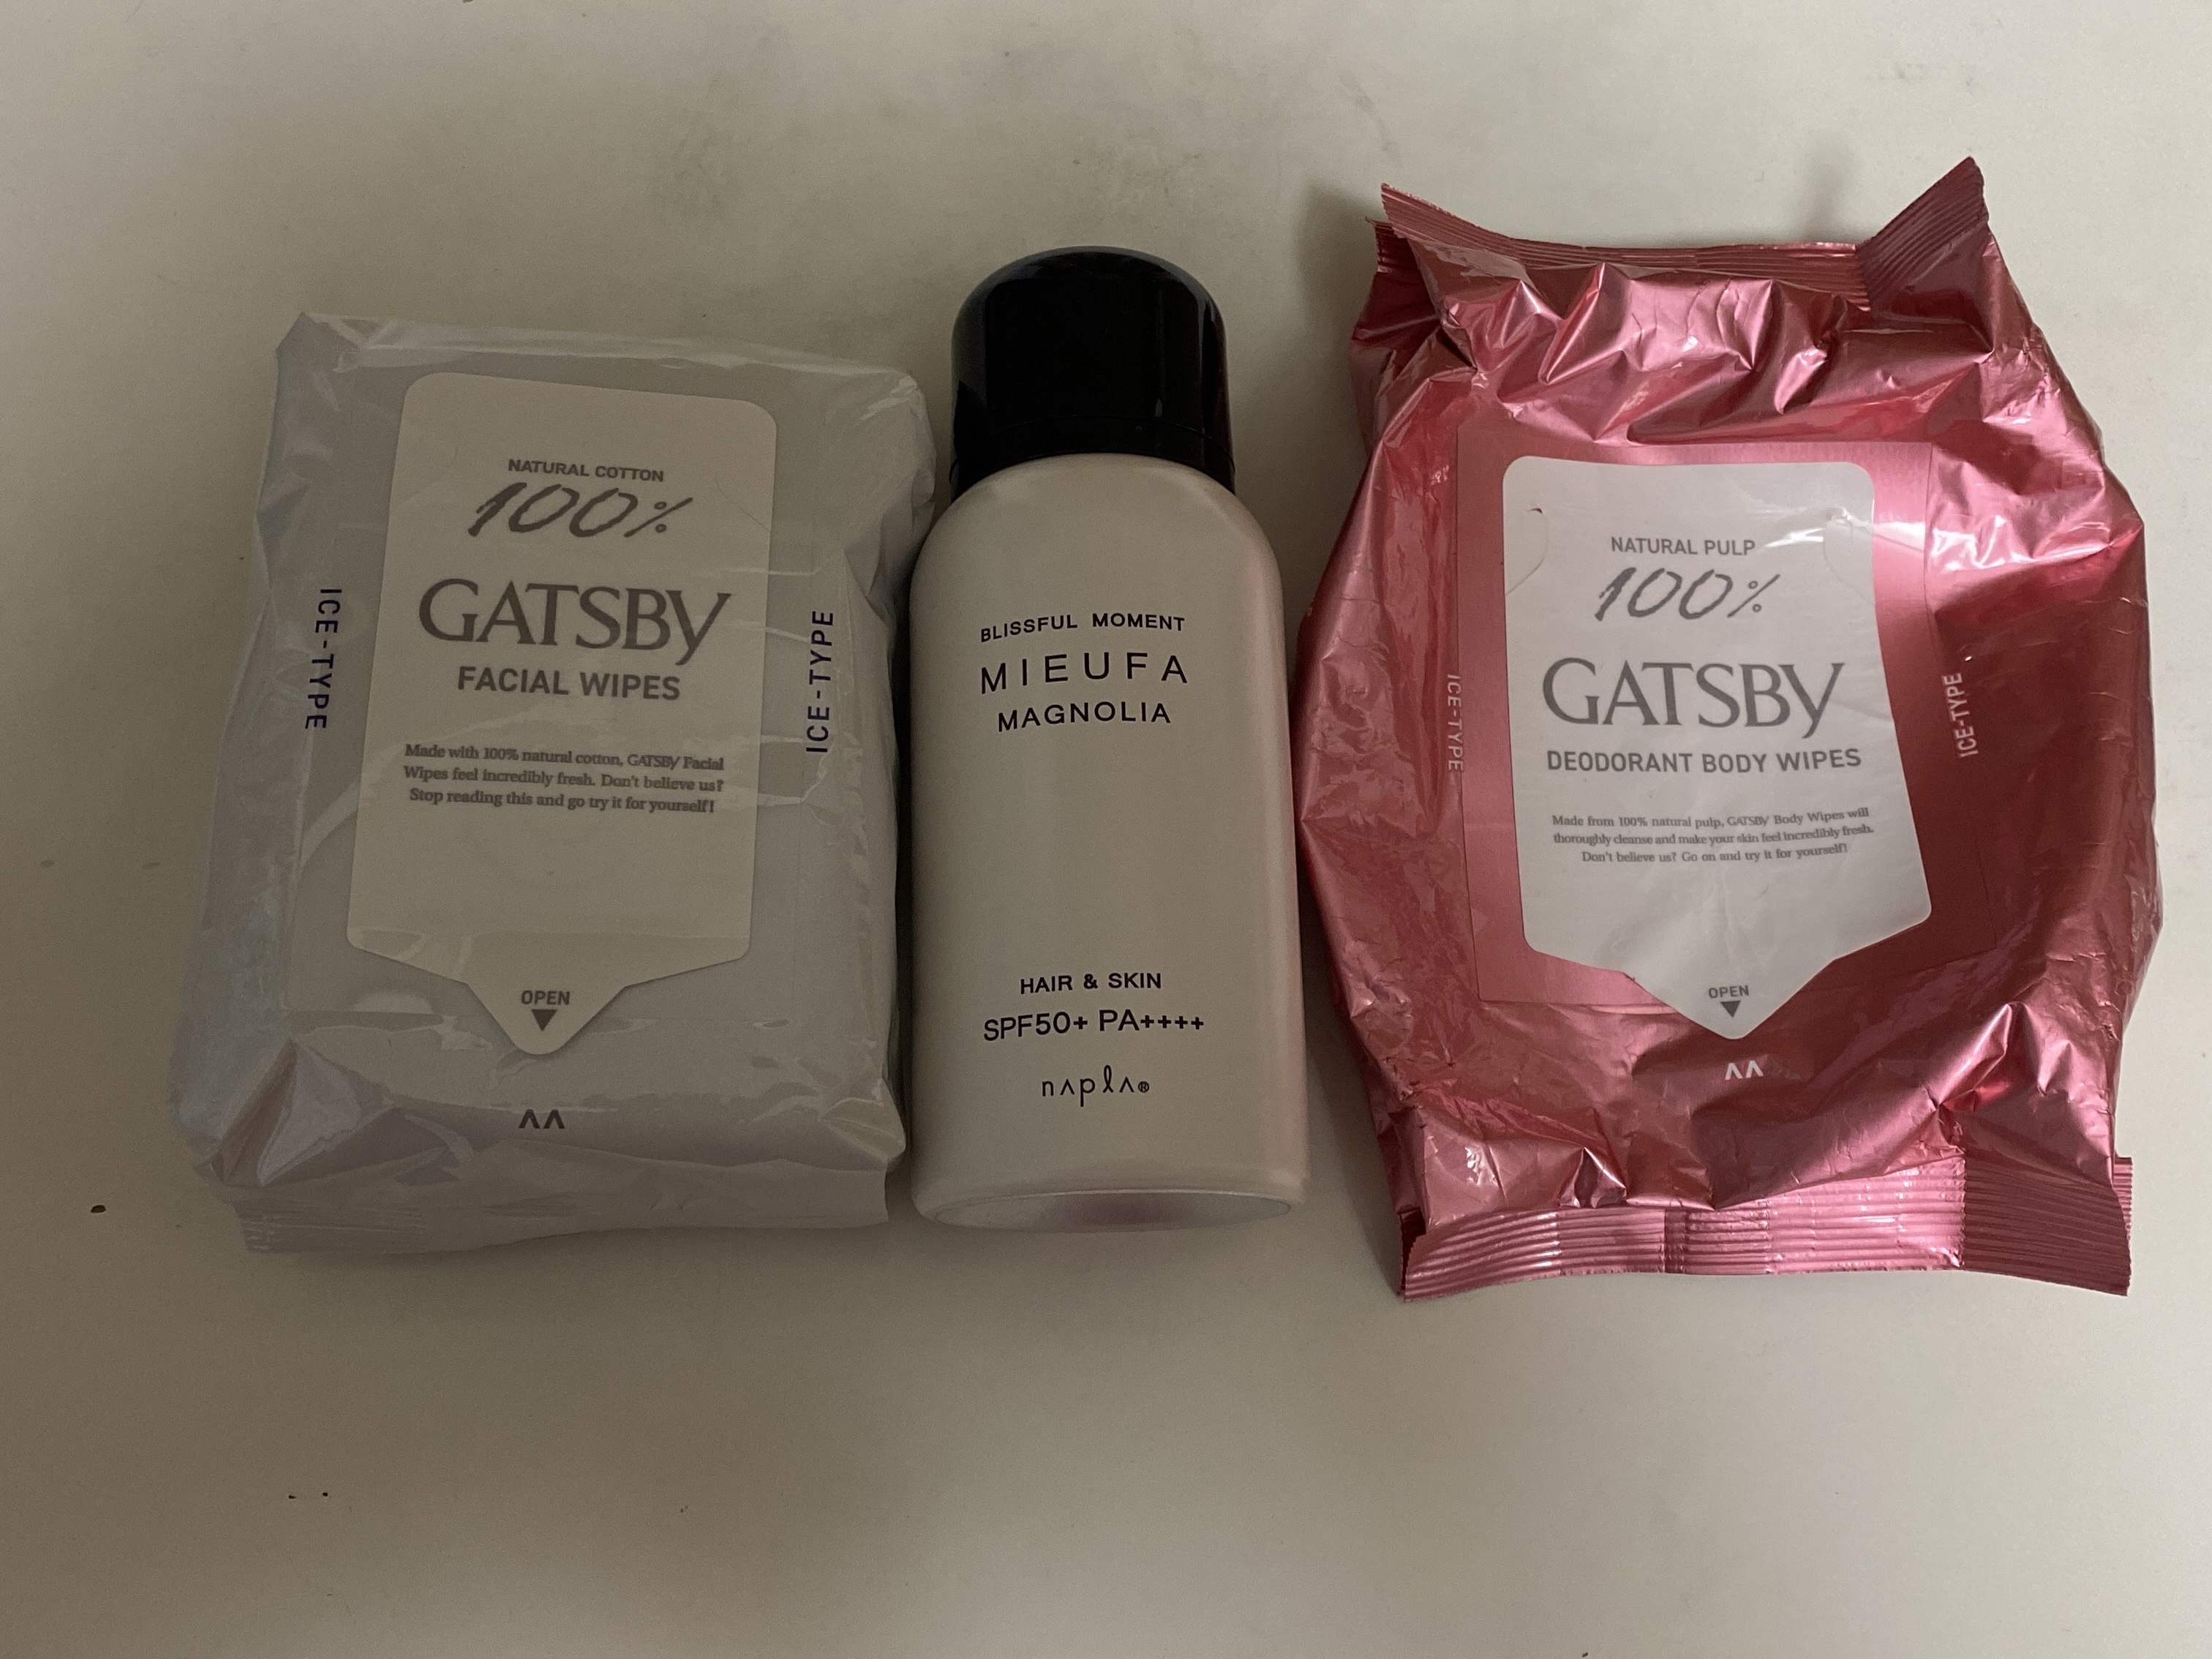 NATURAL COTTON
100%
GATSBY
FACIAL WIPES
Made with 100% natural cotton, GATSBY Facial
Wipes feel incredibly fresh. Don't believe us?
Stop reading this and go try it for yourself!
OPEN
ICE-TYPE
ICE-TYPE
BLISSFUL MOMENT
MIEUFA
MAGNOLIA
HAIR & SKIN
SPF50+ PA++++
napla®
NATURAL PULP
100%
GATSBY
DEODORANT BODY WIPES
Made from 100% natural pulp, GATSBY Body Wipes will
thoroughly cleanse and make your skin feel incredibly fresh.
Don't believe us? Go on and try it for yourself!
OPEN
ICE-TYPE
ICE-TYPE